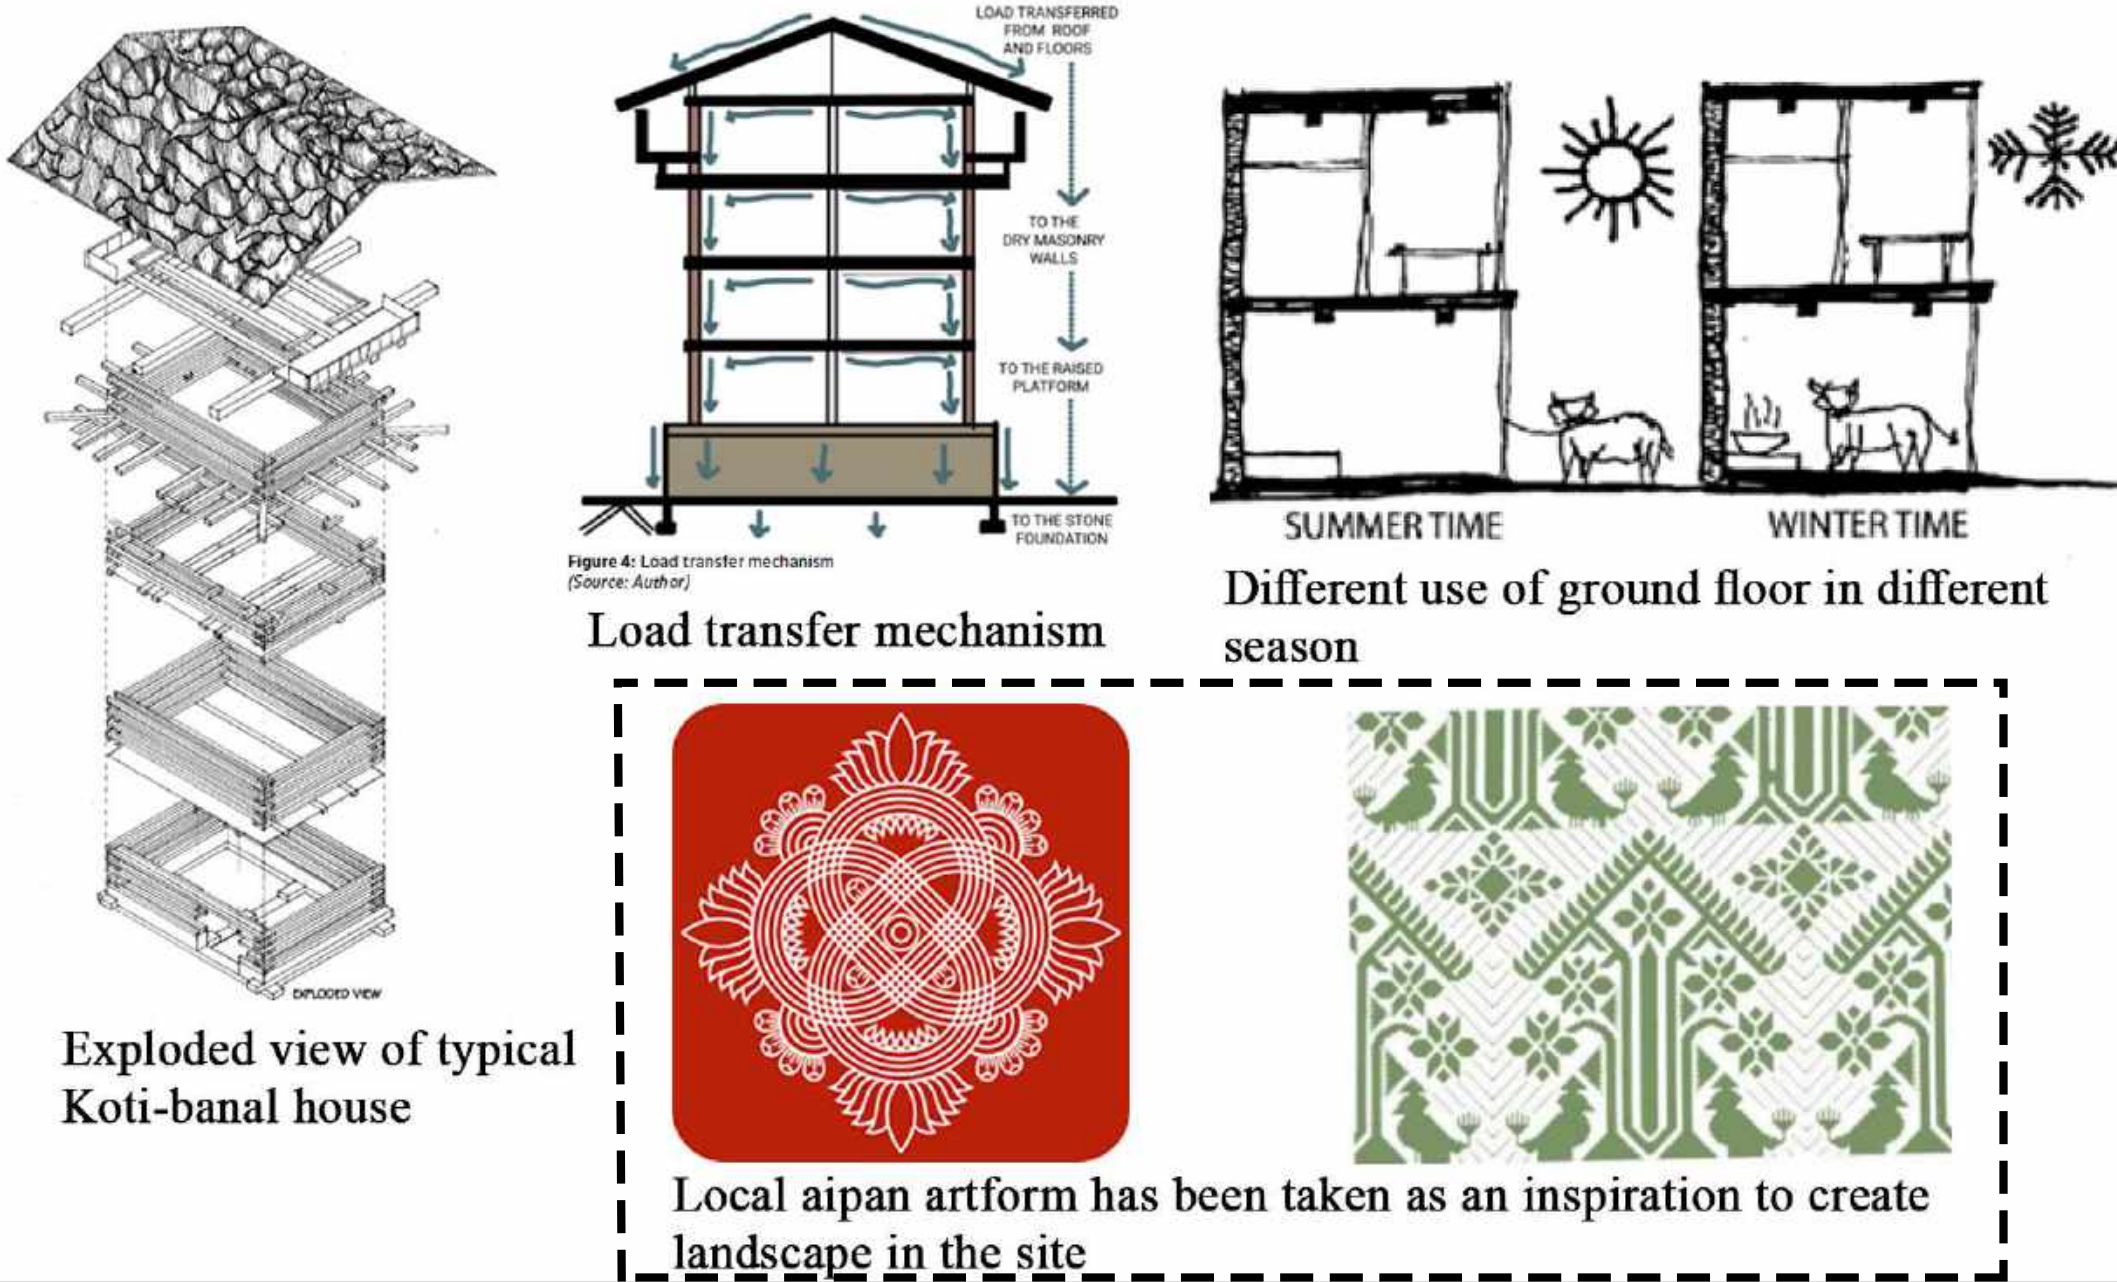 LOAD TRANSFERRED
FROM ROOF
AND FLOORS
TO THE
DRY MASONRY
WALLS
TO THE RAISED
PLATFORM
TO THE STONE
FOUNDATION
Figure 4: Load transfer mechanism
(Source: Author)
Load transfer mechanism
SUMMER TIME
WINTER TIME
Different use of ground floor in different
season
EXPLODED VIEW
Exploded view of typical
Koti-banal house
Local aipan artform has been taken as an inspiration to create
landscape in the site